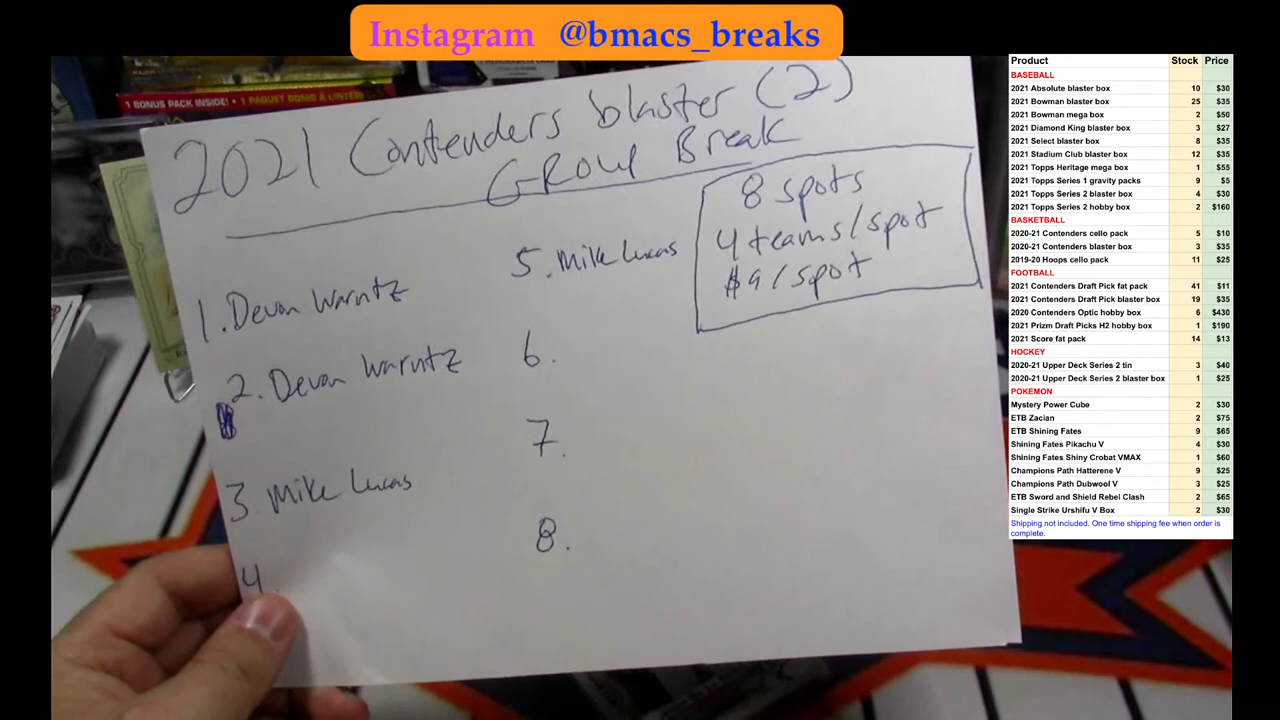 Instagram @bmacs_breaks
1 BONUS PACK INSIDE! • 1 PAQUET BONIS À L'INTÉR
2021 Contenders blaster (2)
Group Break
8 spots
4 teams/spot
$9/spot
1. Devon Warntz
2. Devon Warntz
3. Mike Lucas
4.
5. Mike Lucas
6.
7.
8.
Product Stock Price
BASEBALL
2021 Absolute blaster box 10 $30
2021 Bowman blaster box 25 $35
2021 Bowman mega box 2 $50
2021 Diamond King blaster box 3 $27
2021 Select blaster box 8 $35
2021 Stadium Club blaster box 12 $35
2021 Topps Heritage mega box 1 $55
2021 Topps Series 1 gravity packs 9 $5
2021 Topps Series 2 blaster box 4 $30
2021 Topps Series 2 hobby box 2 $160
BASKETBALL
2020-21 Contenders cello pack 5 $10
2020-21 Contenders blaster box 3 $35
2019-20 Hoops cello pack 11 $25
FOOTBALL
2021 Contenders Draft Pick fat pack 41 $11
2021 Contenders Draft Pick blaster box 19 $35
2020 Contenders Optic hobby box 6 $430
2021 Prizm Draft Picks H2 hobby box 1 $190
2021 Score fat pack 14 $13
HOCKEY
2020-21 Upper Deck Series 2 tin 3 $40
2020-21 Upper Deck Series 2 blaster box 1 $25
POKEMON
Mystery Power Cube 2 $30
ETB Zacian 2 $75
ETB Shining Fates 9 $65
Shining Fates Pikachu V 4 $30
Shining Fates Shiny Crobat VMAX 1 $60
Champions Path Hatterene V 9 $25
Champions Path Dubwool V 3 $25
ETB Sword and Shield Rebel Clash 2 $65
Single Strike Urshifu V Box 2 $30
Shipping not included. One time shipping fee when order is
complete.